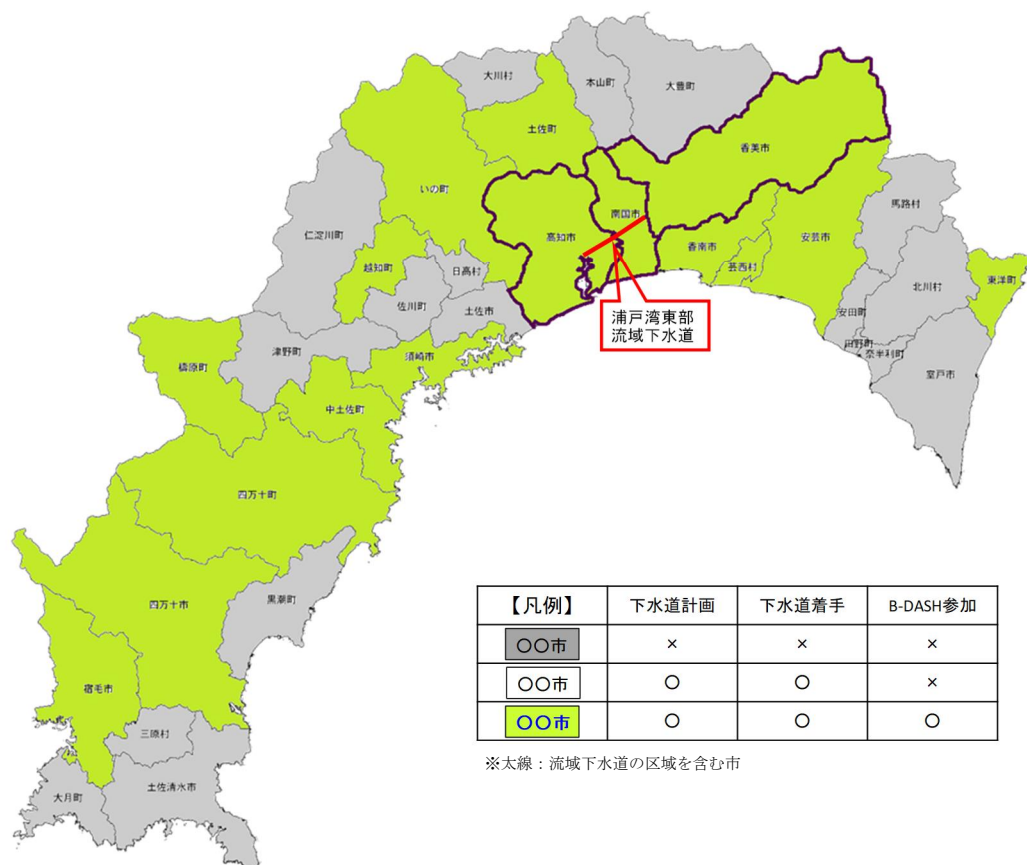 大川村
本山町
大豊町
土佐町
香美市
いの町
馬路村
南国市
仁淀川町
高知市
香南市
安芸市
越知町
日高村
芸西村
東洋町
北川村
佐川町
土佐市
安田町
浦戸湾東部
流域下水道
津野町
田野町
須崎市
奈半利町
梼原町
室戸市
中土佐町
四万十町
黒潮町
四万十市
宿毛市
三原村
大月町
土佐清水市
【凡例】 下水道計画 下水道着手 B-DASH参加
〇〇市 × × ×
〇〇市 〇 〇 ×
〇〇市 〇 〇 〇
※太線：流域下水道の区域を含む市